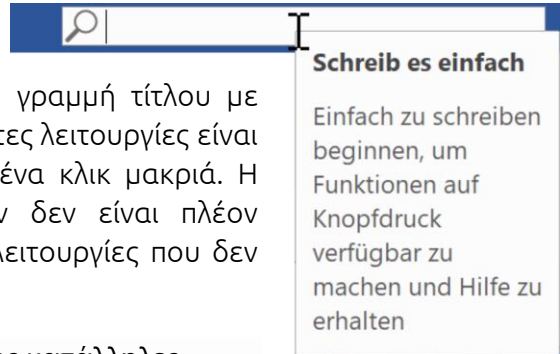 Schreib es einfach
Einfach zu schreiben
beginnen, um
Funktionen auf
Knopfdruck
verfügbar zu
machen und Hilfe zu
erhalten
γραμμή τίτλου με
λειτουργίες είναι
ένα κλικ μακριά. Η
δεν είναι πλέον
λειτουργίες που δεν